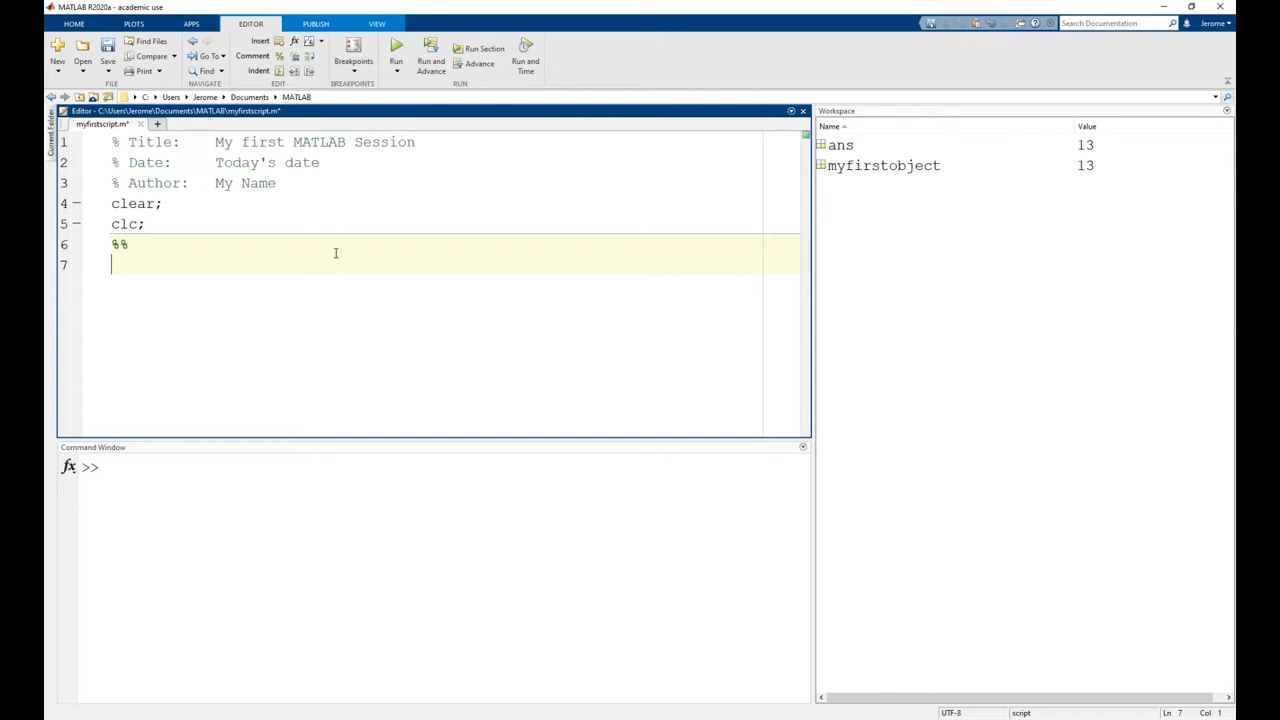 MATLAB R2020a - academic use
HOME PLOTS APPS EDITOR PUBLISH VIEW
Search Documentation Jerome
New Open Save Find Files Compare Print
Go To Find
Insert fx
Comment %
Indent
Breakpoints
Run Run and Advance Run Section Advance Run and Time
FILE NAVIGATE EDIT BREAKPOINTS RUN
C: Users Jerome Documents MATLAB
Current Folder
Editor - C:\Users\Jerome\Documents\MATLAB\myfirstscript.m*
myfirstscript.m*
1 % Title: My first MATLAB Session
2 % Date: Today's date
3 % Author: My Name
4 clear;
5 clc;
6 %%
7
Command Window
fx >>
Workspace
Name Value
ans 13
myfirstobject 13
UTF-8 script Ln 7 Col 1